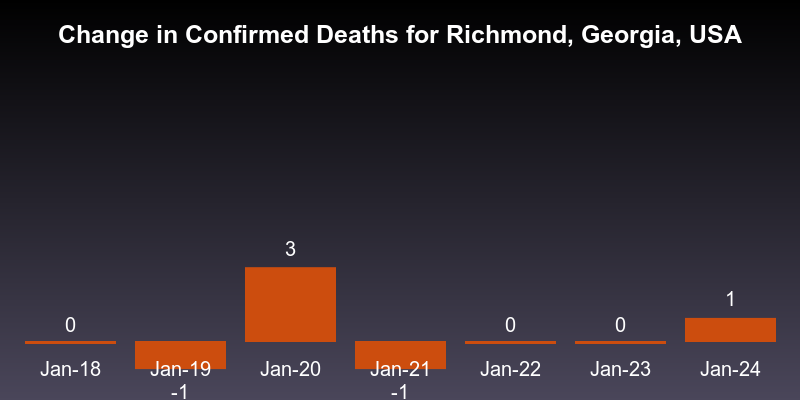 Change in Confirmed Deaths for Richmond, Georgia, USA
3
0
0
0
1
Jan-18
Jan-19
Jan-20
Jan-21
Jan-22
Jan-23
Jan-24
-1
-1